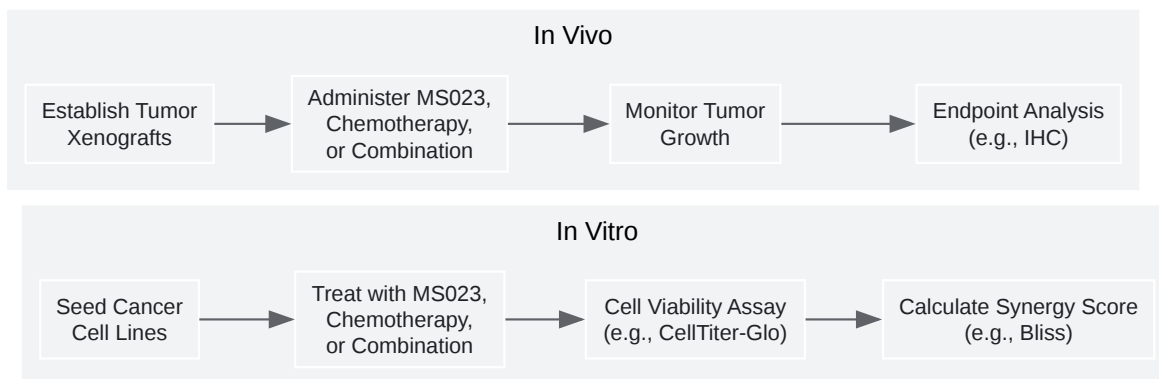 In Vivo
Establish Tumor
Xenografts
Administer MS023,
Chemotherapy,
or Combination
Monitor Tumor
Growth
Endpoint Analysis
(e.g., IHC)
In Vitro
Seed Cancer
Cell Lines
Treat with MS023,
Chemotherapy,
or Combination
Cell Viability Assay
(e.g., CellTiter-Glo)
Calculate Synergy Score
(e.g., Bliss)